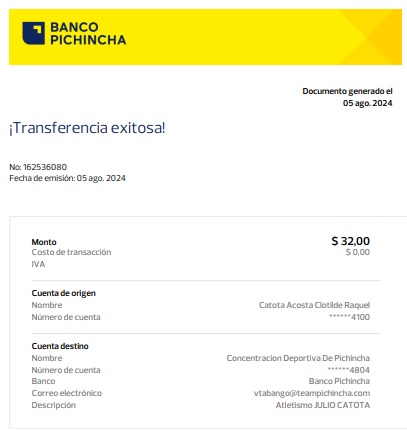 BANCO
PICHINCHA
Documento generado el
05 ago. 2024
¡Transferencia exitosa!
No: 162536080
Fecha de emisión: 05 ago. 2024
Monto $ 32,00
Costo de transacción $ 0,00
IVA
Cuenta de origen
Nombre Catota Acosta Clotilde Raquel
Número de cuenta ******4100
Cuenta destino
Nombre Concentracion Deportiva De Pichincha
Número de cuenta ******4804
Banco Banco Pichincha
Correo electrónico vtabango@teampichincha.com
Descripción Atletismo JULIO CATOTA